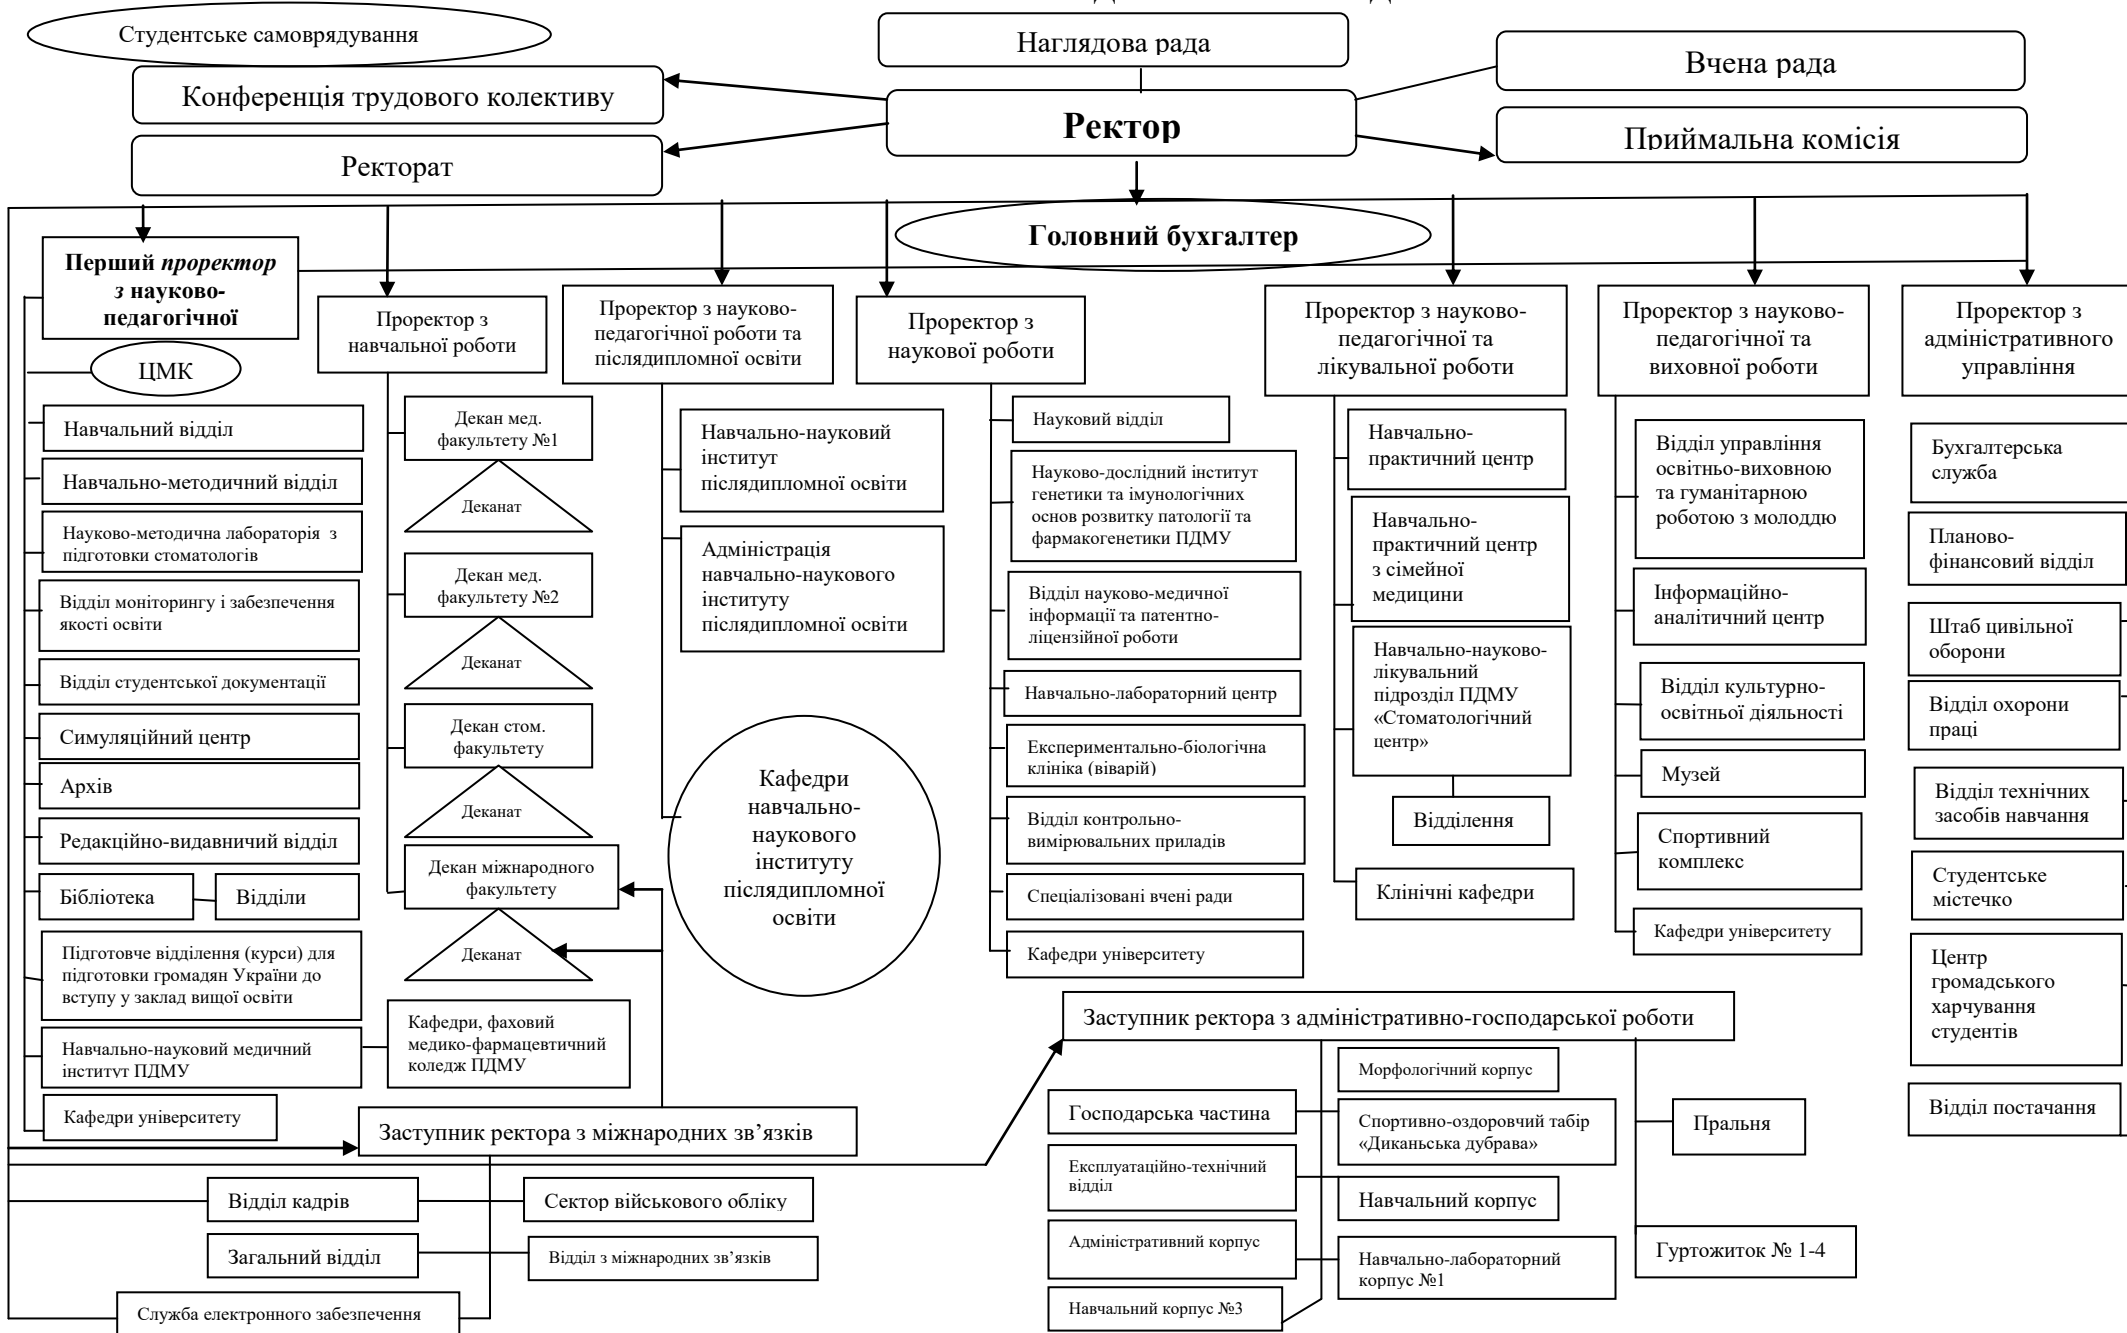 Студентське самоврядування
Наглядова рада
Вчена рада
Конференція трудового колективу
Ректор
Приймальна комісія
Ректорат
Головний бухгалтер
Перший проректор
з науково-
педагогічної
Проректор з
навчальної роботи
Проректор з науково-
педагогічної роботи та
післядипломної освіти
Проректор з
наукової роботи
Проректор з науково-
педагогічної та
лікувальної роботи
Проректор з науково-
педагогічної та
виховної роботи
Проректор з
адміністративного
управління
ЦМК
Навчальний відділ
Навчально-методичний відділ
Науково-методична лабораторія з
підготовки стоматологів
Відділ моніторингу і забезпечення
якості освіти
Відділ студентської документації
Симуляційний центр
Архів
Редакційно-видавничий відділ
Бібліотека
Відділи
Підготовче відділення (курси) для
підготовки громадян України до
вступу у заклад вищої освіти
Навчально-науковий медичний
інститут ПДМУ
Кафедри, фаховий
медико-фармацевтичний
коледж ПДМУ
Кафедри університету
Декан мед.
факультету №1
Деканат
Декан мед.
факультету №2
Деканат
Декан стом.
факультету
Деканат
Декан міжнародного
факультету
Деканат
Навчально-науковий
інститут
післядипломної освіти
Адміністрація
навчально-наукового
інституту
післядипломної освіти
Кафедри
навчально-
наукового
інституту
післядипломної
освіти
Науковий відділ
Науково-дослідний інститут
генетики та імунологічних
основ розвитку патології та
фармакогенетики ПДМУ
Відділ науково-медичної
інформації та патентно-
ліцензійної роботи
Навчально-лабораторний центр
Експериментально-біологічна
клініка (віварій)
Відділ контрольно-
вимірювальних приладів
Спеціалізовані вчені ради
Кафедри університету
Навчально-
практичний центр
Навчально-
практичний центр
з сімейної
медицини
Навчально-науково-
лікувальний
підрозділ ПДМУ
«Стоматологічний
центр»
Відділення
Клінічні кафедри
Відділ управління
освітньо-виховною
та гуманітарною
роботою з молоддю
Інформаційно-
аналітичний центр
Відділ культурно-
освітньої діяльності
Музей
Спортивний
комплекс
Кафедри університету
Бухгалтерська
служба
Планово-
фінансовий відділ
Штаб цивільної
оборони
Відділ охорони
праці
Відділ технічних
засобів навчання
Студентське
містечко
Центр
громадського
харчування
студентів
Відділ постачання
Заступник ректора з міжнародних зв’язків
Відділ кадрів
Сектор військового обліку
Загальний відділ
Відділ з міжнародних зв’язків
Служба електронного забезпечення
Заступник ректора з адміністративно-господарської роботи
Морфологічний корпус
Господарська частина
Спортивно-оздоровчий табір
«Диканьська дубрава»
Пральня
Експлуатаційно-технічний
відділ
Навчальний корпус
Адміністративний корпус
Навчально-лабораторний
корпус №1
Гуртожиток № 1-4
Навчальний корпус №3